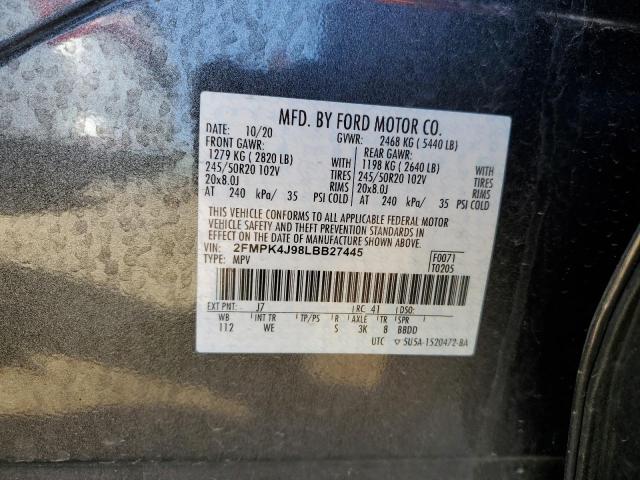 MFD. BY FORD MOTOR CO.
DATE: 10/20 GVWR: 2468 KG ( 5440 LB)
FRONT GAWR: REAR GAWR:
1279 KG ( 2820 LB) WITH 1198 KG ( 2640 LB) WITH
245/50R20 102V TIRES 245/50R20 102V TIRES
20x8.0J RIMS 20x8.0J RIMS
AT 240 kPa/ 35 PSI COLD AT 240 kPa/ 35 PSI COLD
THIS VEHICLE CONFORMS TO ALL APPLICABLE FEDERAL MOTOR
VEHICLE SAFETY AND THEFT PREVENTION STANDARDS IN
EFFECT ON THE DATE OF MANUFACTURE SHOWN ABOVE.
VIN: 2FMPK4J98LBB27445 F0071
TYPE: MPV T0205
EXT PNT: J7 RC: 41 DSO:
WB INT TR TP/PS R AXLE TR SPR
112 WE S 3K 8 BBDD
UTC ▽ SU5A-1520472-BA